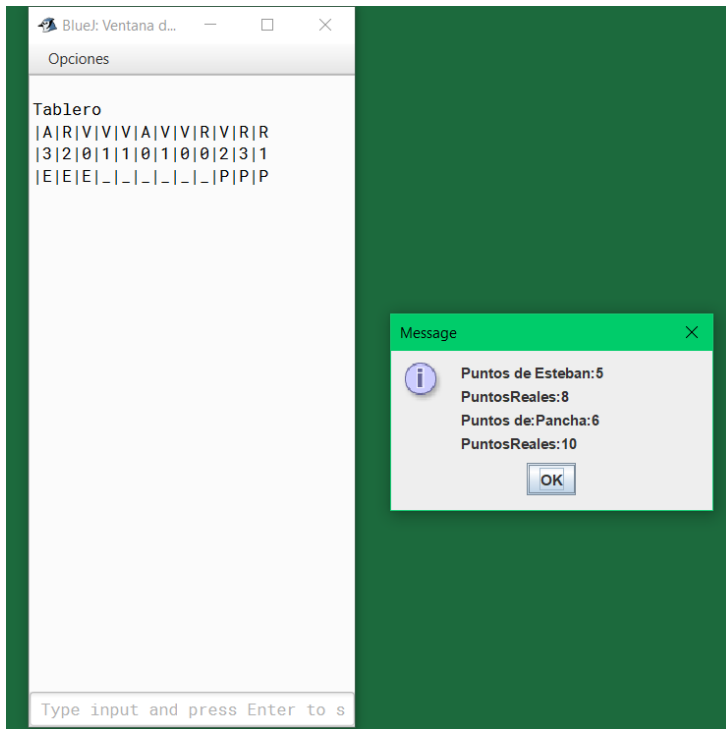 BlueJ: Ventana d...
Opciones
Tablero
|A|R|V|V|V|A|V|V|R|V|R|R
|3|2|0|1|1|0|1|0|0|2|3|1
|E|E|E|_|_|_|_|_|_|P|P|P
Type input and press Enter to s
Message
Puntos de Esteban:5
PuntosReales:8
Puntos de:Pancha:6
PuntosReales:10
OK